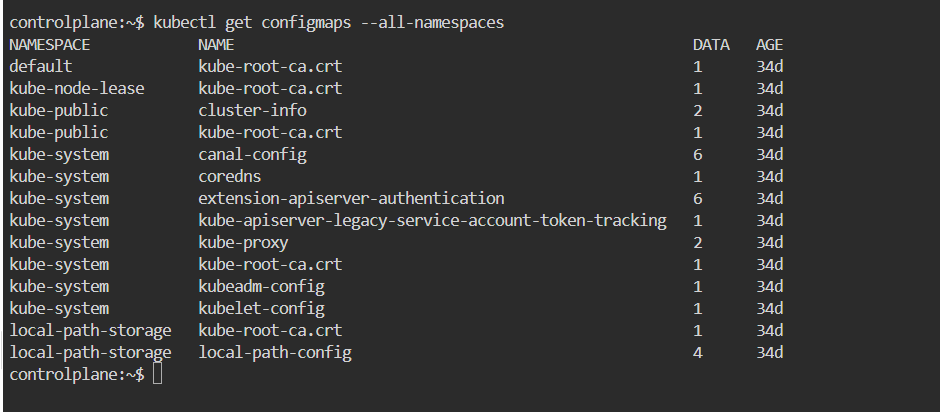 controlplane:~$ kubectl get configmaps --all-namespaces
NAMESPACE            NAME                                                   DATA   AGE
default              kube-root-ca.crt                                       1      34d
kube-node-lease      kube-root-ca.crt                                       1      34d
kube-public          cluster-info                                           2      34d
kube-public          kube-root-ca.crt                                       1      34d
kube-system          canal-config                                           6      34d
kube-system          coredns                                                1      34d
kube-system          extension-apiserver-authentication                     6      34d
kube-system          kube-apiserver-legacy-service-account-token-tracking   1      34d
kube-system          kube-proxy                                             2      34d
kube-system          kube-root-ca.crt                                       1      34d
kube-system          kubeadm-config                                         1      34d
kube-system          kubelet-config                                         1      34d
local-path-storage   kube-root-ca.crt                                       1      34d
local-path-storage   local-path-config                                      4      34d
controlplane:~$